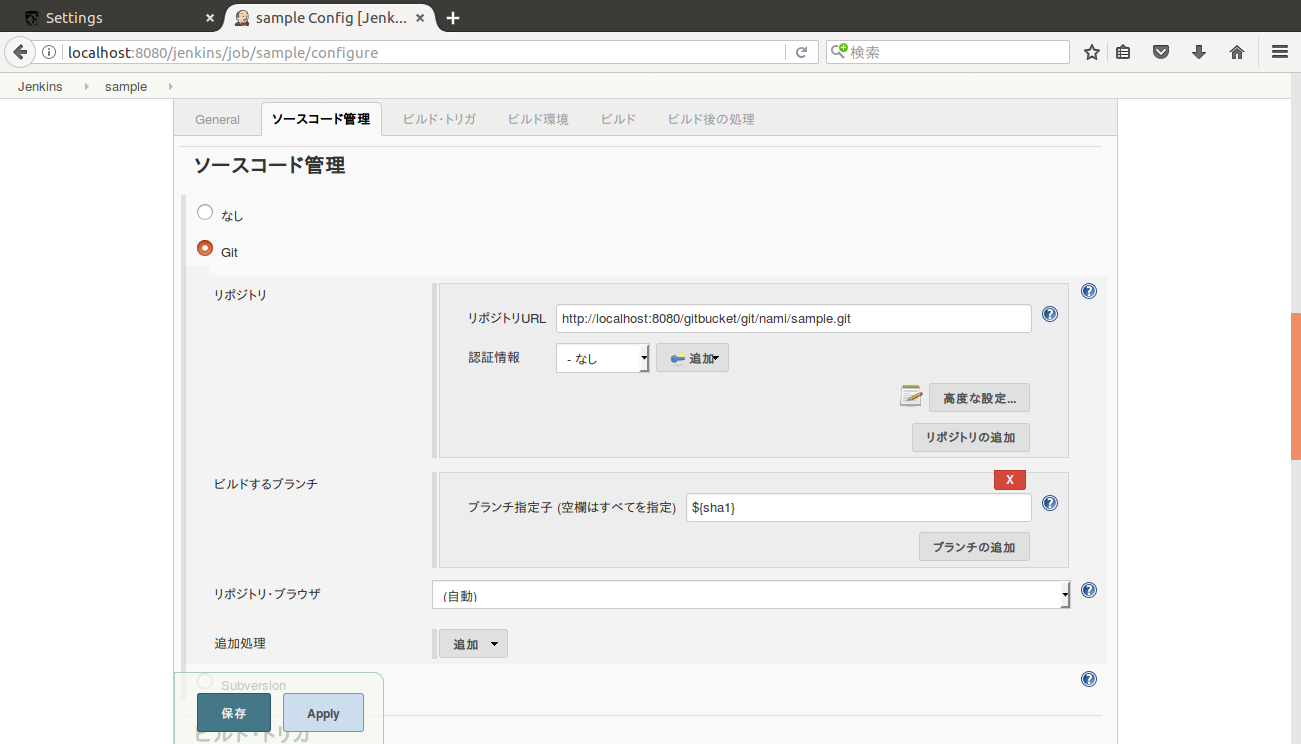 Settings
sample Config [Jenk...
localhost:8080/jenkins/job/sample/configure
検索
Jenkins
sample
General
ソースコード管理
ビルド・トリガ
ビルド環境
ビルド
ビルド後の処理
ソースコード管理
なし
Git
リポジトリ
リポジトリURL
http://localhost:8080/gitbucket/git/nami/sample.git
認証情報
- なし
追加
高度な設定...
リポジトリの追加
ビルドするブランチ
X
ブランチ指定子 (空欄はすべてを指定)
${sha1}
ブランチの追加
リポジトリ・ブラウザ
(自動)
追加処理
追加
Subversion
保存
Apply
ビルド・トリガ